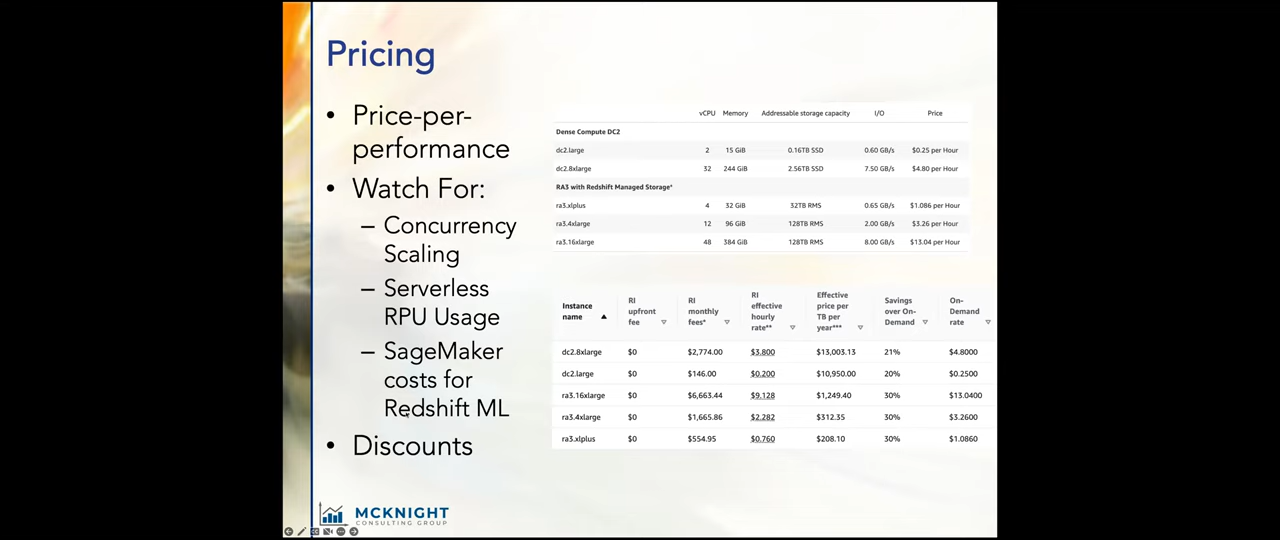 Pricing
• Price-per-
performance
• Watch For:
– Concurrency
Scaling
– Serverless
RPU Usage
– SageMaker
costs for
Redshift ML
• Discounts
vCPU Memory Addressable storage capacity I/O Price
Dense Compute DC2
dc2.large 2 15 GiB 0.16TB SSD 0.60 GB/s $0.25 per Hour
dc2.8xlarge 32 244 GiB 2.56TB SSD 7.50 GB/s $4.80 per Hour
RA3 with Redshift Managed Storage*
ra3.xlplus 4 32 GiB 32TB RMS 0.65 GB/s $1.086 per Hour
ra3.4xlarge 12 96 GiB 128TB RMS 2.00 GB/s $3.26 per Hour
ra3.16xlarge 48 384 GiB 128TB RMS 8.00 GB/s $13.04 per Hour
Instance name RI upfront fee RI monthly fees* RI effective hourly rate** Effective price per TB per year*** Savings over On-Demand On-Demand rate
dc2.8xlarge $0 $2,774.00 $3.800 $13,003.13 21% $4.8000
dc2.large $0 $146.00 $0.200 $10,950.00 20% $0.2500
ra3.16xlarge $0 $6,663.44 $9.128 $1,249.40 30% $13.0400
ra3.4xlarge $0 $1,665.86 $2.282 $312.35 30% $3.2600
ra3.xlplus $0 $554.95 $0.760 $208.10 30% $1.0860
MCKNIGHT
CONSULTING GROUP